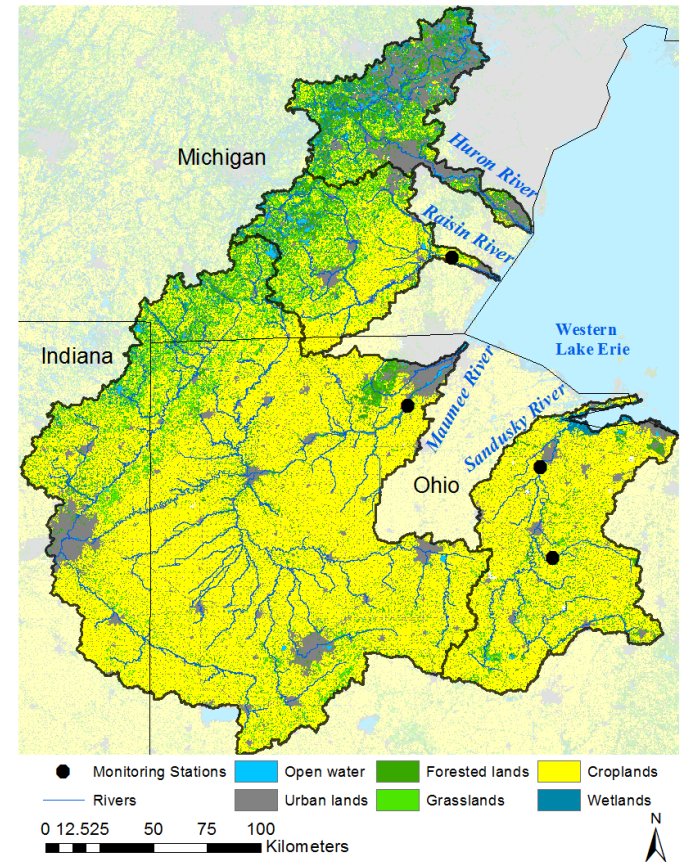 Michigan
Huron River
Raisin River
Indiana
Western
Lake Erie
Maumee River
Sandusky River
Ohio
Monitoring Stations
Open water
Forested lands
Croplands
Rivers
Urban lands
Grasslands
Wetlands
0 12.525 50 75 100
Kilometers
N